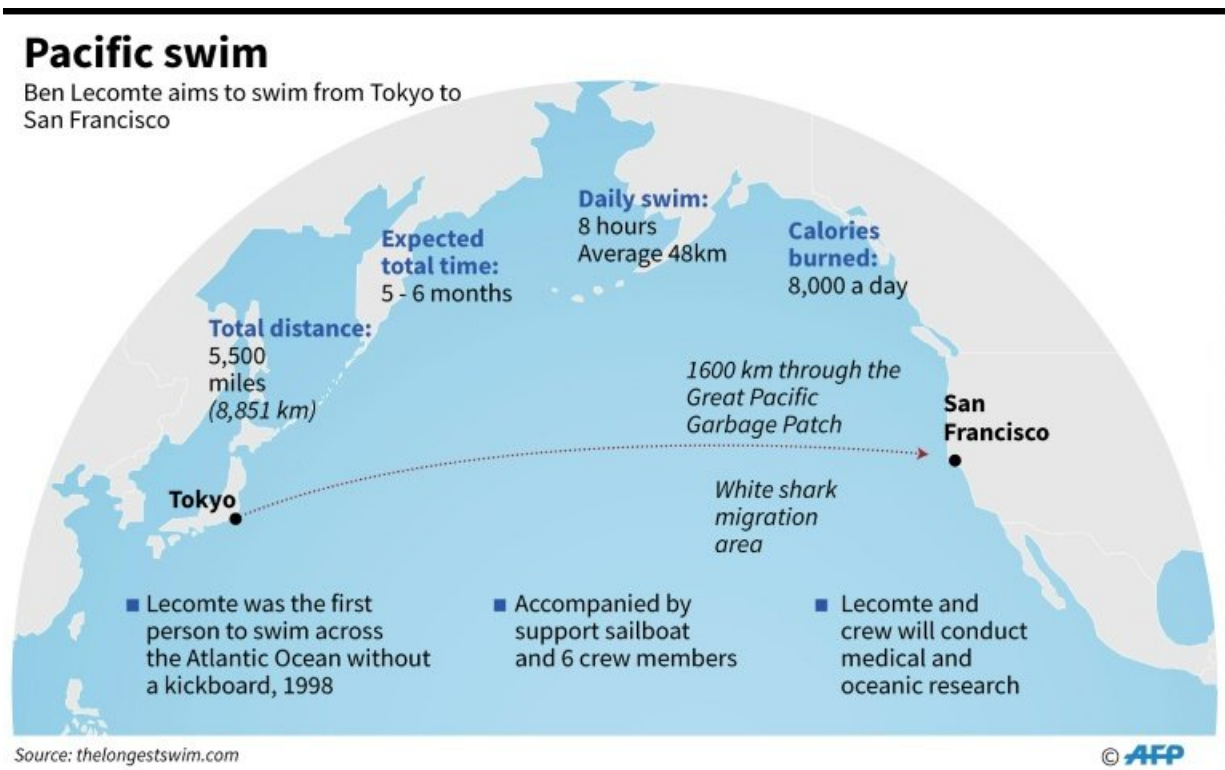 Pacific swim
Ben Lecomte aims to swim from Tokyo to
San Francisco
Daily swim:
8 hours
Average 48km
Calories
burned:
8,000 a day
Expected
total time:
5 - 6 months
Total distance:
5,500
miles
(8,851 km)
1600 km through the
Great Pacific
Garbage Patch
San
Francisco
Tokyo
White shark
migration
area
■ Lecomte was the first
person to swim across
the Atlantic Ocean without
a kickboard, 1998
■ Accompanied by
support sailboat
and 6 crew members
■ Lecomte and
crew will conduct
medical and
oceanic research
Source: thelongestswim.com
© AFP